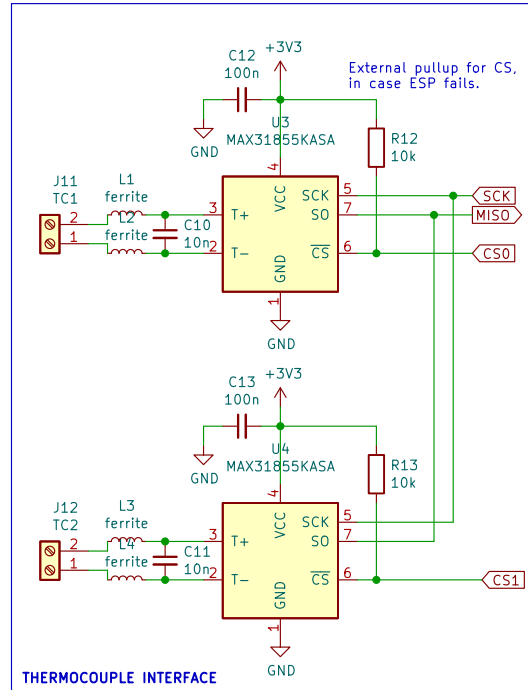 C12
100n
+3V3
External pullup for CS,
in case ESP fails.
GND
U3
MAX31855KASA
R12
10k
J11
TC1
L1
ferrite
L2
ferrite
2
1
C10
10n
3
2
4
T+
T-
VCC
GND
SCK
SO
CS
5
7
6
1
SCK
MISO
CS0
GND
C13
100n
+3V3
GND
U4
MAX31855KASA
R13
10k
J12
TC2
L3
ferrite
L4
ferrite
2
1
C11
10n
3
2
4
T+
T-
VCC
GND
SCK
SO
CS
5
7
6
1
CS1
GND
THERMOCOUPLE INTERFACE